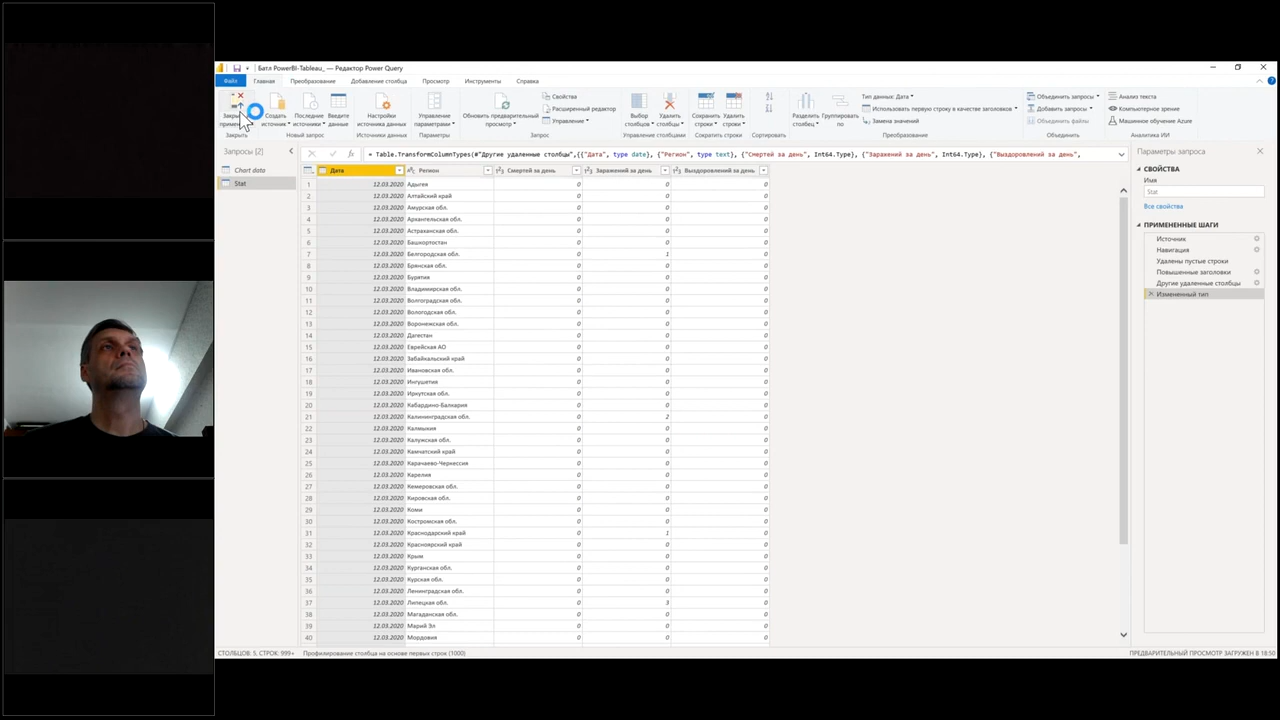 Батл PowerBI-Tableau_ — Редактор Power Query
Файл Главная Преобразование Добавление столбца Просмотр Инструменты Справка
Создать источник
Последние источники
Введите данные
Настройки источника данных
Управление параметрами
Обновить предварительный просмотр
Свойства
Расширенный редактор
Управление
Выбор столбцов
Удалить столбцы
Сохранить строки
Удалить строки
Разделить столбец
Группировать по
Тип данных: Дата
Использовать первую строку в качестве заголовков
Замена значений
Объединить запросы
Добавить запросы
Объединить файлы
Анализ текста
Компьютерное зрение
Машинное обучение Azure
Закрыть Новый запрос Источники данных Параметры Запрос Управление столбцами Сократить строки Сортировать Преобразование Объединить Аналитика ИИ
Запросы [2]
Chart data
Stat
= Table.TransformColumnTypes(#"Другие удаленные столбцы",{{"Дата", type date}, {"Регион", type text}, {"Смертей за день", Int64.Type}, {"Заражений за день", Int64.Type}, {"Выздоровлений за день",
Дата Регион Смертей за день Заражений за день Выздоровлений за день
1 12.03.2020 Адыгея 0 0 0
2 12.03.2020 Алтайский край 0 0 0
3 12.03.2020 Амурская обл. 0 0 0
4 12.03.2020 Архангельская обл. 0 0 0
5 12.03.2020 Астраханская обл. 0 0 0
6 12.03.2020 Башкортостан 0 0 0
7 12.03.2020 Белгородская обл. 0 1 0
8 12.03.2020 Брянская обл. 0 0 0
9 12.03.2020 Бурятия 0 0 0
10 12.03.2020 Владимирская обл. 0 0 0
11 12.03.2020 Волгоградская обл. 0 0 0
12 12.03.2020 Вологодская обл. 0 0 0
13 12.03.2020 Воронежская обл. 0 0 0
14 12.03.2020 Дагестан 0 0 0
15 12.03.2020 Еврейская АО 0 0 0
16 12.03.2020 Забайкальский край 0 0 0
17 12.03.2020 Ивановская обл. 0 0 0
18 12.03.2020 Ингушетия 0 0 0
19 12.03.2020 Иркутская обл. 0 0 0
20 12.03.2020 Кабардино-Балкария 0 0 0
21 12.03.2020 Калининградская обл. 0 2 0
22 12.03.2020 Калмыкия 0 0 0
23 12.03.2020 Калужская обл. 0 0 0
24 12.03.2020 Камчатский край 0 0 0
25 12.03.2020 Карачаево-Черкессия 0 0 0
26 12.03.2020 Карелия 0 0 0
27 12.03.2020 Кемеровская обл. 0 0 0
28 12.03.2020 Кировская обл. 0 0 0
29 12.03.2020 Коми 0 0 0
30 12.03.2020 Костромская обл. 0 0 0
31 12.03.2020 Краснодарский край 0 1 0
32 12.03.2020 Красноярский край 0 0 0
33 12.03.2020 Крым 0 0 0
34 12.03.2020 Курганская обл. 0 0 0
35 12.03.2020 Курская обл. 0 0 0
36 12.03.2020 Ленинградская обл. 0 0 0
37 12.03.2020 Липецкая обл. 0 3 0
38 12.03.2020 Магаданская обл. 0 0 0
39 12.03.2020 Марий Эл 0 0 0
40 12.03.2020 Мордовия 0 0 0
Параметры запроса
СВОЙСТВА
Имя
Stat
Все свойства
ПРИМЕНЕННЫЕ ШАГИ
Источник
Навигация
Удалены пустые строки
Повышенные заголовки
Другие удаленные столбцы
Измененный тип
СТОЛБЦОВ: 5, СТРОК: 999+ Профилирование столбца на основе первых строк (1000)
ПРЕДВАРИТЕЛЬНЫЙ ПРОСМОТР ЗАГРУЖЕН В 18:50